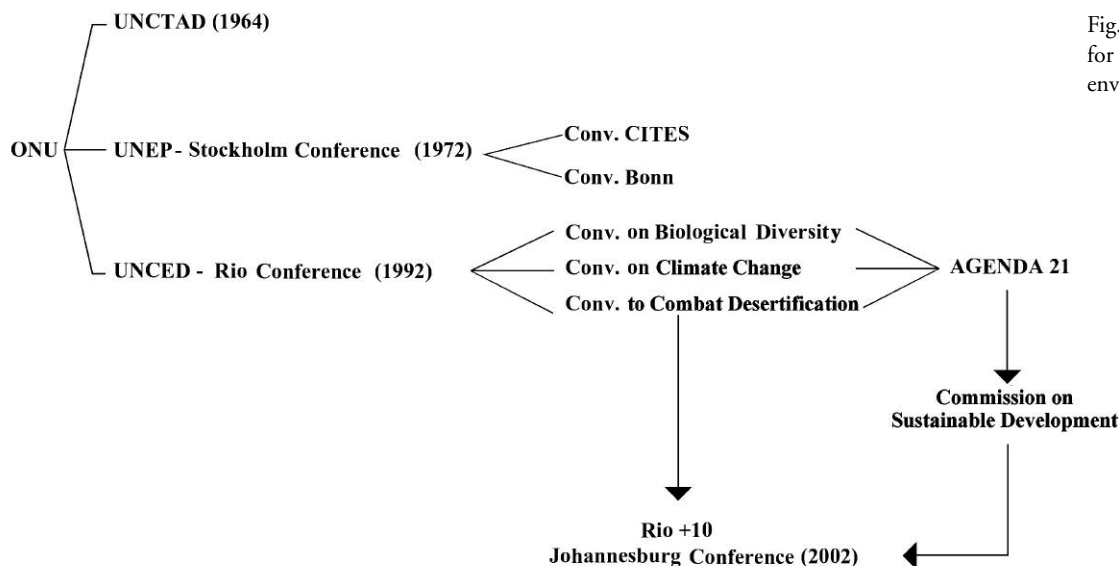 UNCTAD (1964)
Fig.
for
env
ONU
UNEP - Stockholm Conference (1972)
Conv. CITES
Conv. Bonn
UNCED - Rio Conference (1992)
Conv. on Biological Diversity
Conv. on Climate Change
Conv. to Combat Desertification
AGENDA 21
Commission on
Sustainable Development
Rio +10
Johannesburg Conference (2002)